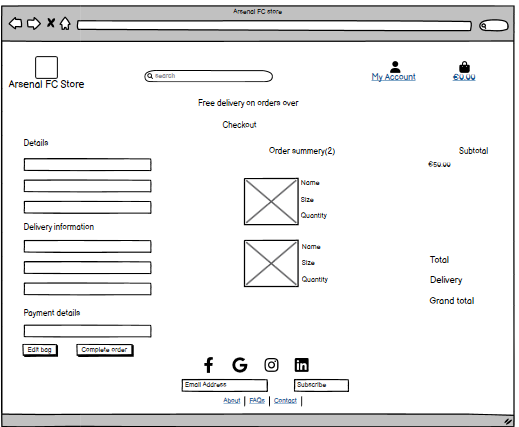 Arsenal FC store
search
Arsenal FC Store
My Account
€0.00
Free delivery on orders over
Checkout
Details
Order summery(2)
Subtotal
€50.00
Name
Size
Quantity
Delivery information
Name
Size
Quantity
Total
Delivery
Grand total
Payment details
Edit bag
Complete order
Email Address
Subscribe
About | FAQs | Contact |